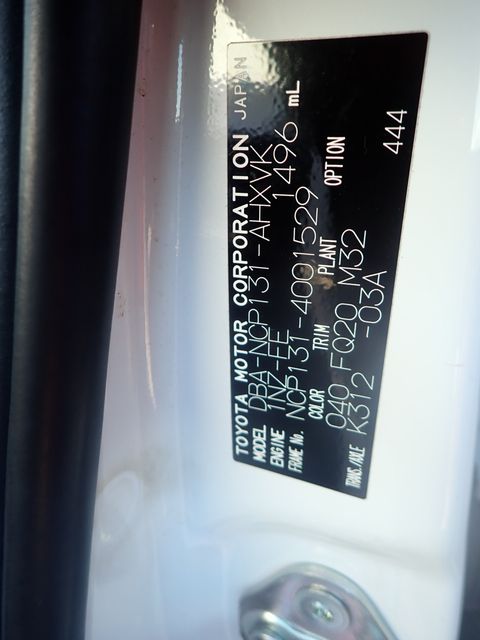 TOYOTA MOTOR CORPORATION JAPAN
MODEL DBA-NCP131-AHXVK
ENGINE 1NZ-FE 1496 mL
FRAME No. NCP131-4001529
COLOR TRIM PLANT OPTION
040 FQ20 M32 444
TRANS./AXLE K312 -03A